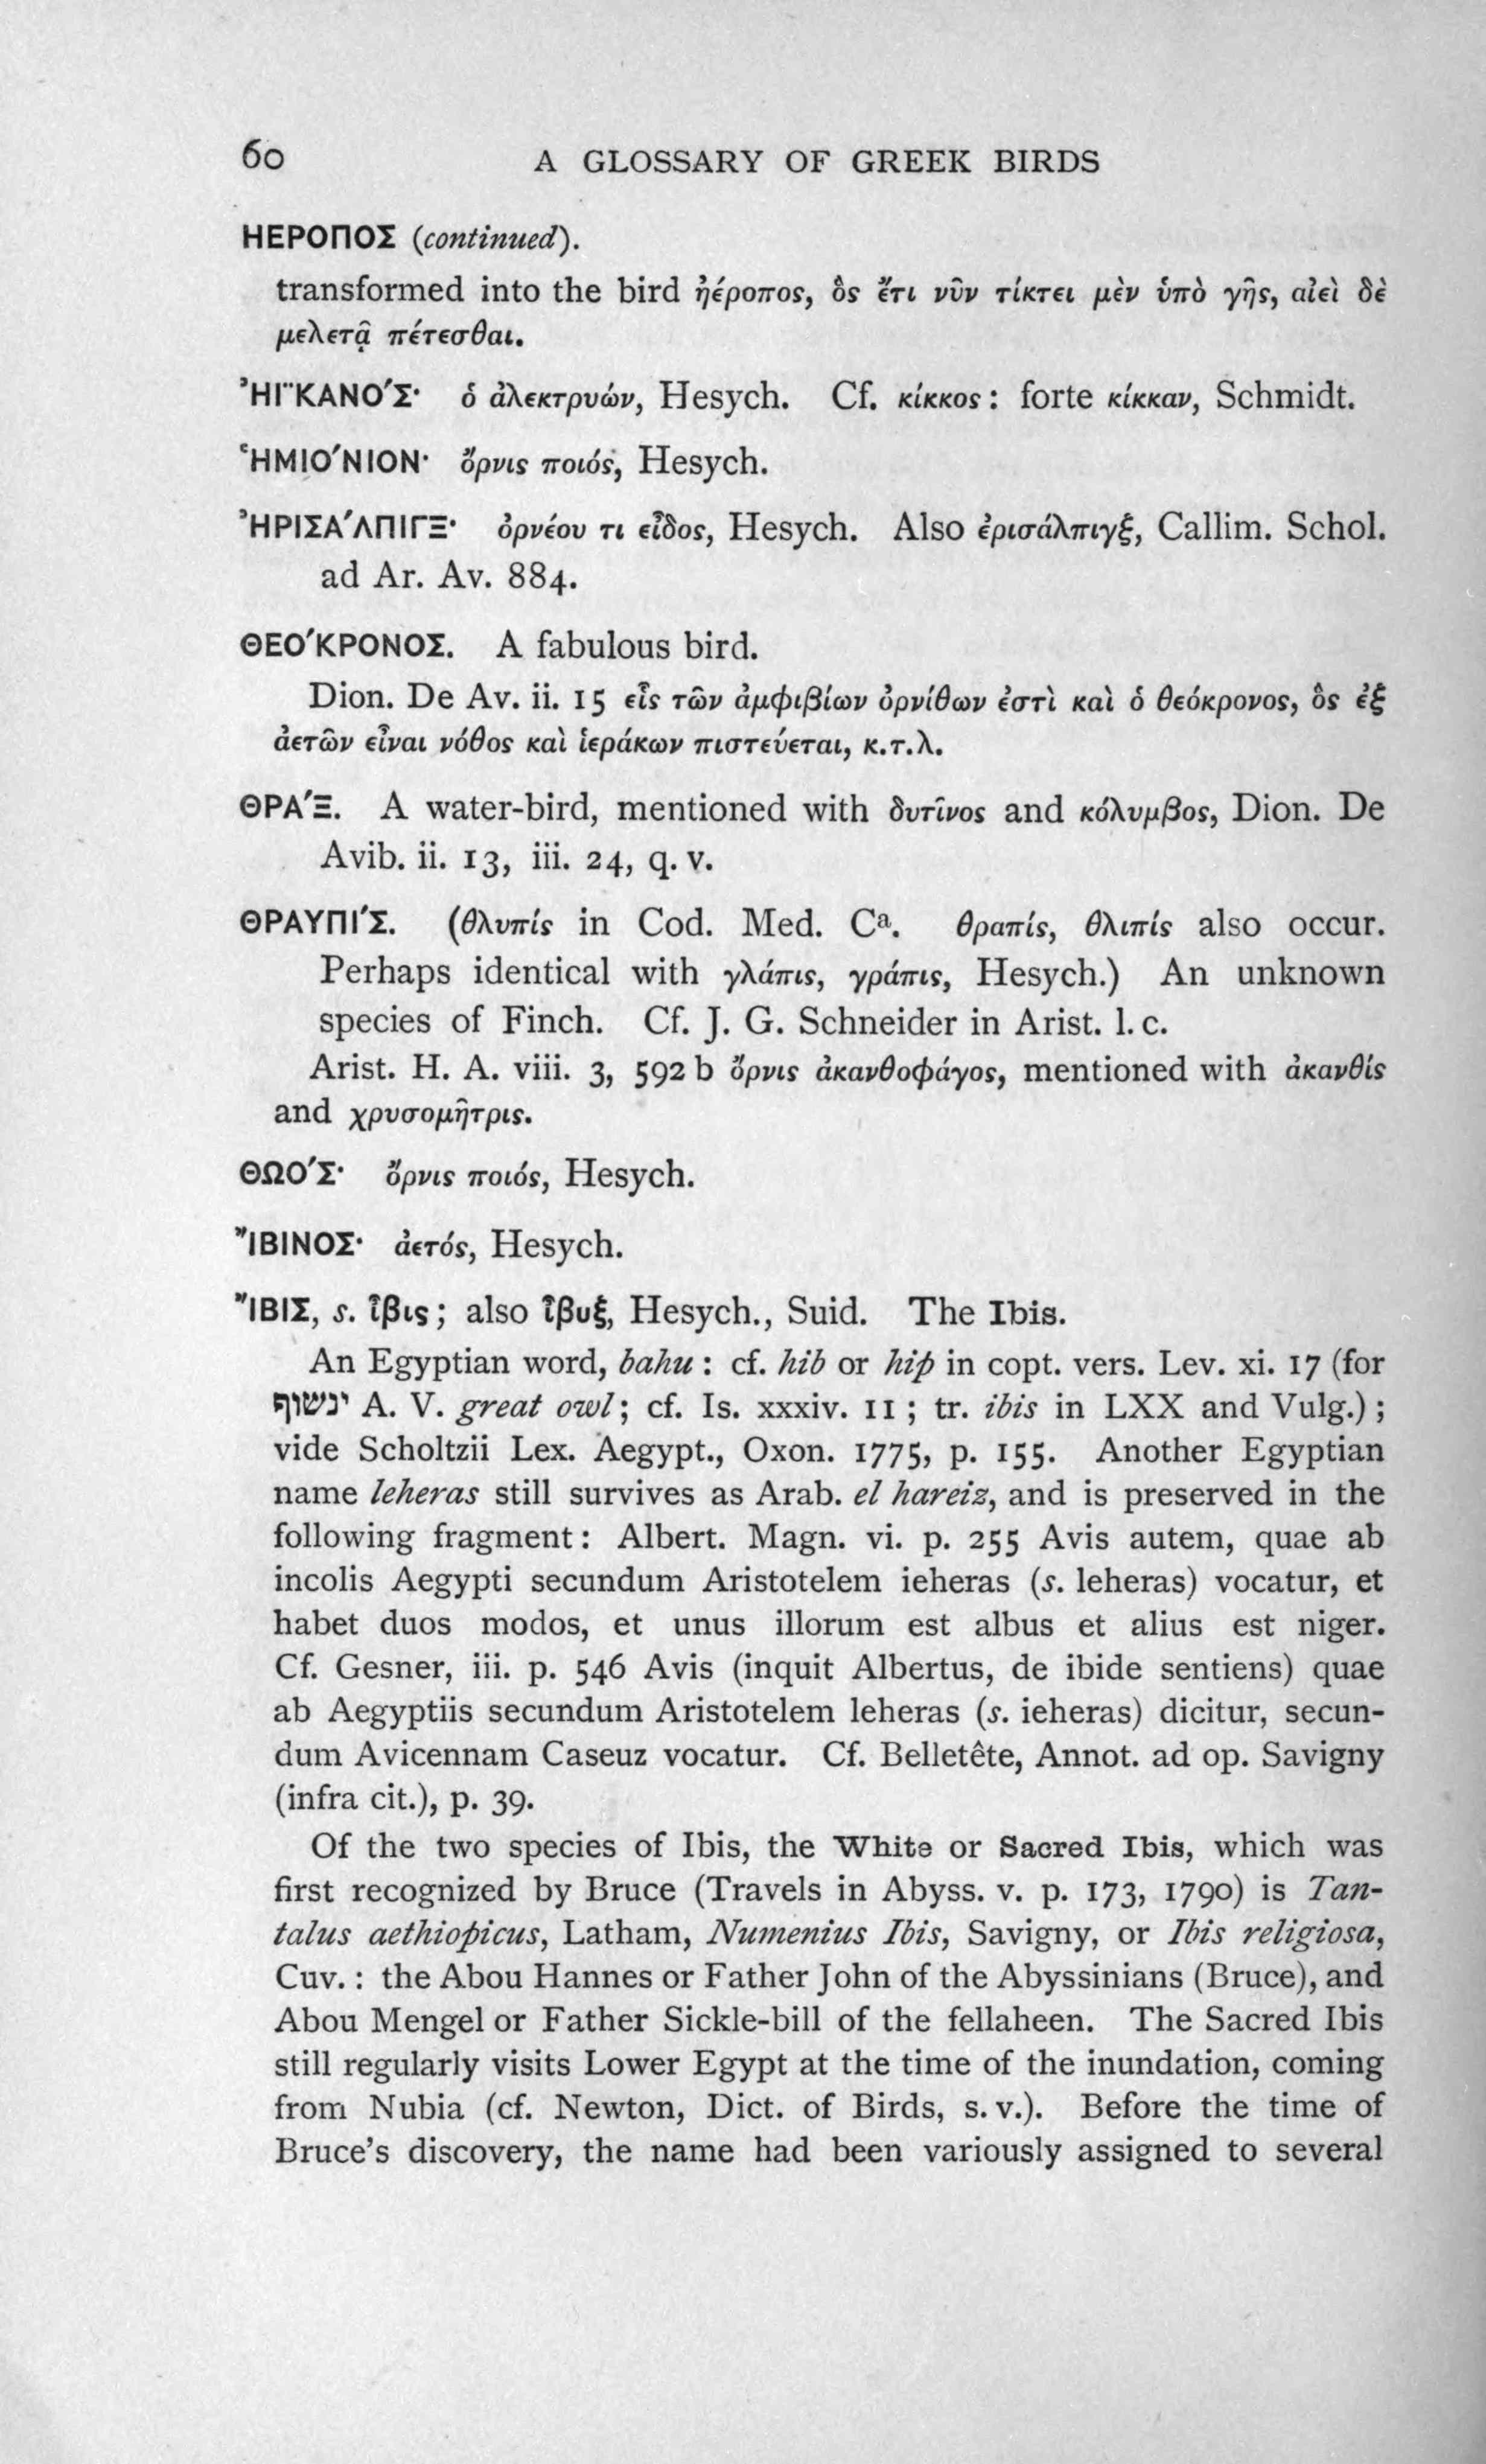 60 A GLOSSARY OF GREEK BIRDS
ΗΕΡΟΠΟΣ (continued).
transformed into the bird ἠέροπος, ὃς ἔτι νῦν τίκτει μὲν ὑπὸ γῆς, αἰεὶ δὲ
μελετᾷ πέτεσθαι.
ἨΪΚΑΝΌΣ· ὁ ἀλεκτρυών, Hesych. Cf. κίκκος : forte κίκκαν, Schmidt.
ἩΜΙΌΝΙΟΝ· ὄρνις ποιός, Hesych.
ἨΡΙΣΆΛΠΙΓΞ· ὀρνέου τι εἶδος, Hesych. Also ἐρισάλπιγξ, Callim. Schol.
ad Ar. Av. 884.
ΘΕΌΚΡΟΝΟΣ. A fabulous bird.
Dion. De Av. ii. 15 εἷς τῶν ἀμφιβίων ὀρνίθων ἐστὶ καὶ ὁ θεόκρονος, ὃς ἐξ
ἀετῶν εἶναι νόθος καὶ ἱεράκων πιστεύεται, κ.τ.λ.
ΘΡΆΞ. A water-bird, mentioned with δυτῖνος and κόλυμβος, Dion. De
Avib. ii. 13, iii. 24, q. v.
ΘΡΑΥΠΊΣ. (θλυπίς in Cod. Med. Cª. θραπίς, θλιπίς also occur.
Perhaps identical with γλάπις, γράπις, Hesych.) An unknown
species of Finch. Cf. J. G. Schneider in Arist. l. c.
Arist. H. A. viii. 3, 592 b ὄρνις ἀκανθοφάγος, mentioned with ἀκανθίς
and χρυσομῆτρις.
ΘΩΌΣ· ὄρνις ποιός, Hesych.
ἼΒΙΝΟΣ· ἀετός, Hesych.
ἼΒΙΣ, s. ἶβις ; also ἶβυξ, Hesych., Suid. The Ibis.
An Egyptian word, bahu : cf. hib or hip in copt. vers. Lev. xi. 17 (for
ינשוף A. V. great owl ; cf. Is. xxxiv. 11 ; tr. ibis in LXX and Vulg.) ;
vide Scholtzii Lex. Aegypt., Oxon. 1775, p. 155. Another Egyptian
name leheras still survives as Arab. el hareiz, and is preserved in the
following fragment : Albert. Magn. vi. p. 255 Avis autem, quae ab
incolis Aegypti secundum Aristotelem ieheras (s. leheras) vocatur, et
habet duos modos, et unus illorum est albus et alius est niger.
Cf. Gesner, iii. p. 546 Avis (inquit Albertus, de ibide sentiens) quae
ab Aegyptiis secundum Aristotelem leheras (s. ieheras) dicitur, secun-
dum Avicennam Caseuz vocatur. Cf. Belletête, Annot. ad op. Savigny
(infra cit.), p. 39.
Of the two species of Ibis, the White or Sacred Ibis, which was
first recognized by Bruce (Travels in Abyss. v. p. 173, 1790) is Tan-
talus aethiopicus, Latham, Numenius Ibis, Savigny, or Ibis religiosa,
Cuv. : the Abou Hannes or Father John of the Abyssinians (Bruce), and
Abou Mengel or Father Sickle-bill of the fellaheen. The Sacred Ibis
still regularly visits Lower Egypt at the time of the inundation, coming
from Nubia (cf. Newton, Dict. of Birds, s. v.). Before the time of
Bruce's discovery, the name had been variously assigned to several